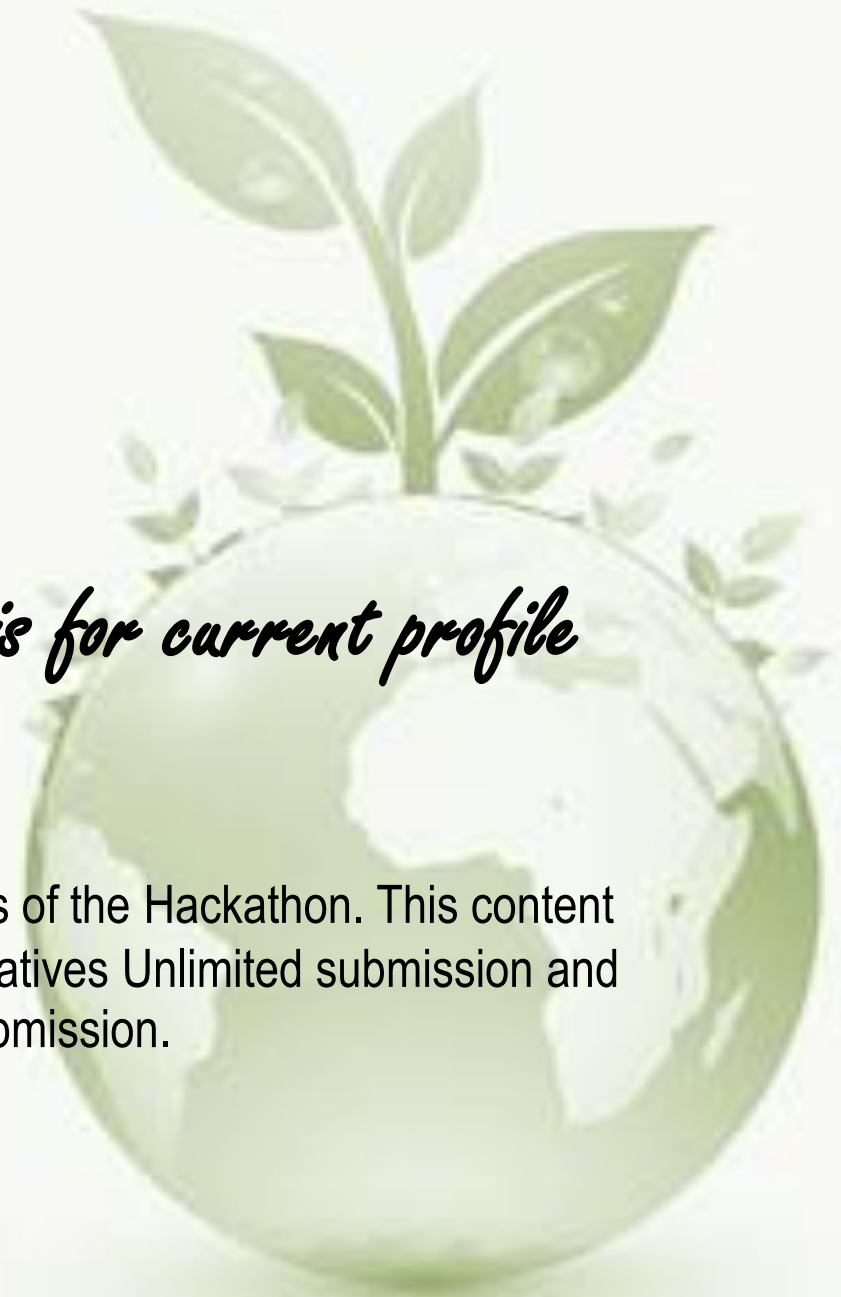 is for current profile
s of the Hackathon. This content
atives Unlimited submission and
omission.